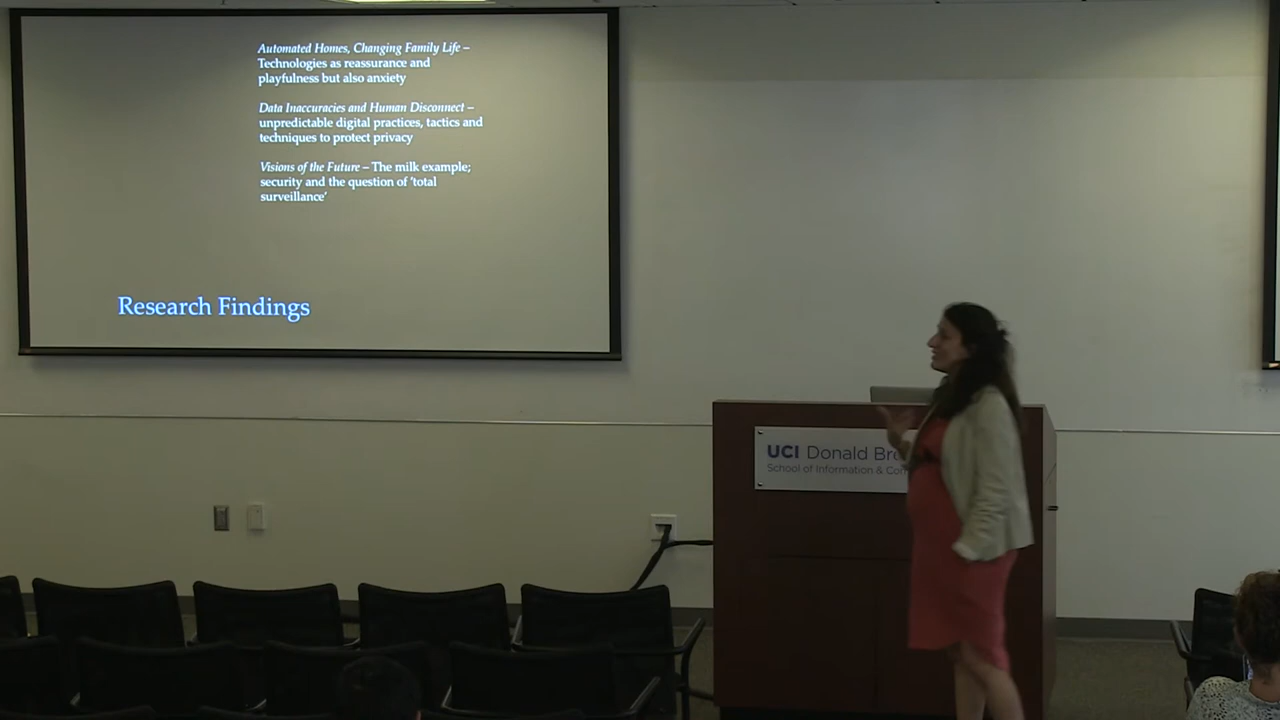 Automated Homes, Changing Family Life –
Technologies as reassurance and
playfulness but also anxiety
Data Inaccuracies and Human Disconnect –
unpredictable digital practices, tactics and
techniques to protect privacy
Visions of the Future – The milk example;
security and the question of 'total
surveillance'
Research Findings
UCI Donald
School of Information &